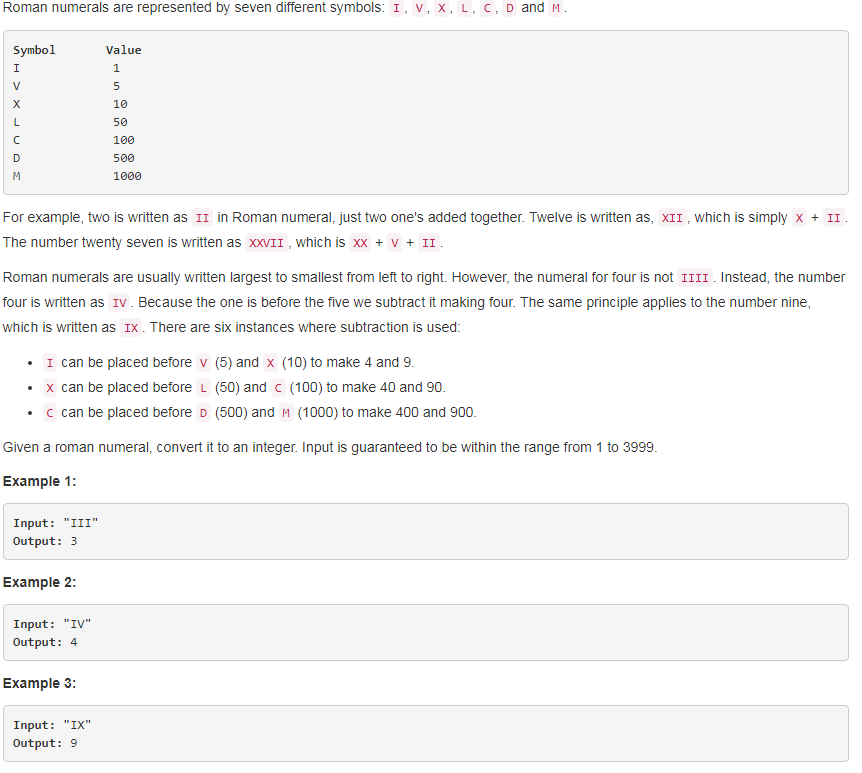 Roman numerals are represented by seven different symbols: I, V, X, L, C, D and M.
Symbol Value
I 1
V 5
X 10
L 50
C 100
D 500
M 1000
For example, two is written as II in Roman numeral, just two one's added together. Twelve is written as, XII, which is simply X + II.
The number twenty seven is written as XXVII, which is XX + V + II.
Roman numerals are usually written largest to smallest from left to right. However, the numeral for four is not IIII. Instead, the number
four is written as IV. Because the one is before the five we subtract it making four. The same principle applies to the number nine,
which is written as IX. There are six instances where subtraction is used:
• I can be placed before V (5) and X (10) to make 4 and 9.
• X can be placed before L (50) and C (100) to make 40 and 90.
• C can be placed before D (500) and M (1000) to make 400 and 900.
Given a roman numeral, convert it to an integer. Input is guaranteed to be within the range from 1 to 3999.
Example 1:
Input: "III"
Output: 3
Example 2:
Input: "IV"
Output: 4
Example 3:
Input: "IX"
Output: 9